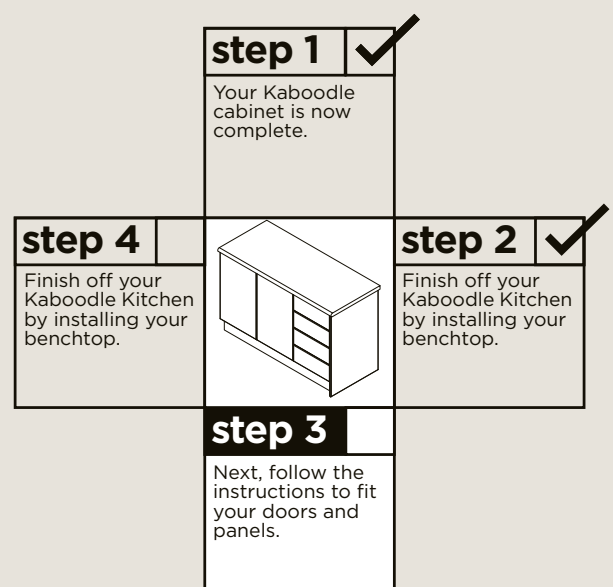 step 1
Your Kaboodle
cabinet is now
complete.
step 4
Finish off your
Kaboodle Kitchen
by installing your
benchtop.
step 2
Finish off your
Kaboodle Kitchen
by installing your
benchtop.
step 3
Next, follow the
instructions to fit
your doors and
panels.